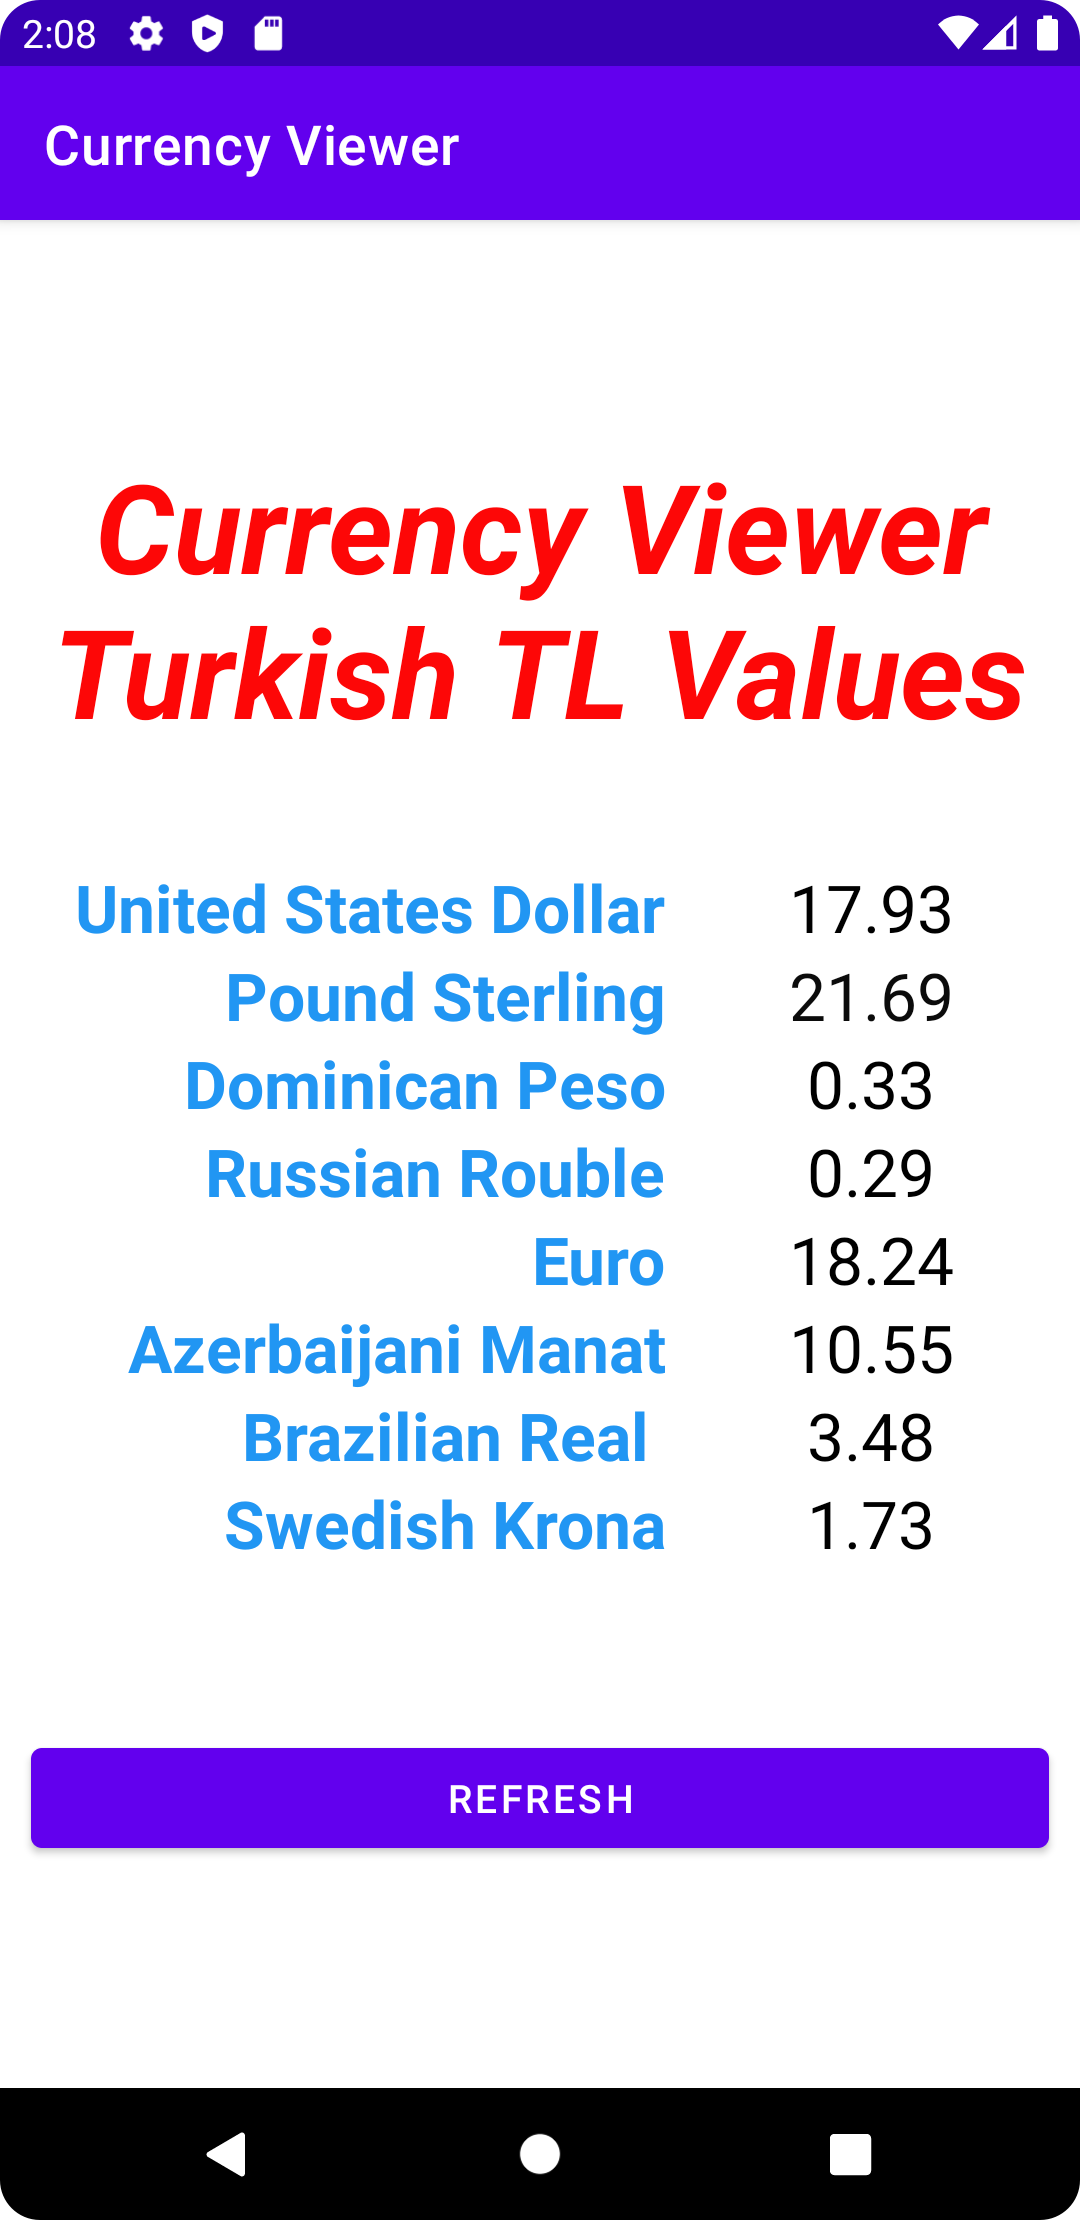 2:08
Currency Viewer
Currency Viewer
Turkish TL Values
United States Dollar 17.93
Pound Sterling 21.69
Dominican Peso 0.33
Russian Rouble 0.29
Euro 18.24
Azerbaijani Manat 10.55
Brazilian Real 3.48
Swedish Krona 1.73
REFRESH